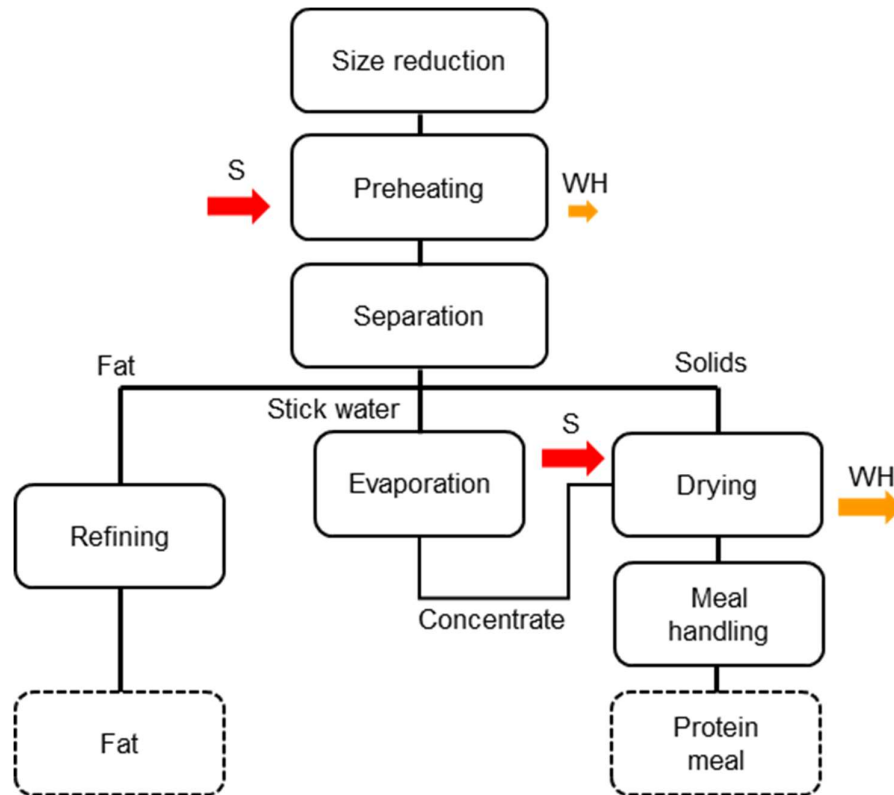 Size reduction
S
Preheating
WH
Separation
Fat
Solids
Stick water
S
Evaporation
Drying
WH
Refining
Concentrate
Meal
handling
Fat
Protein
meal